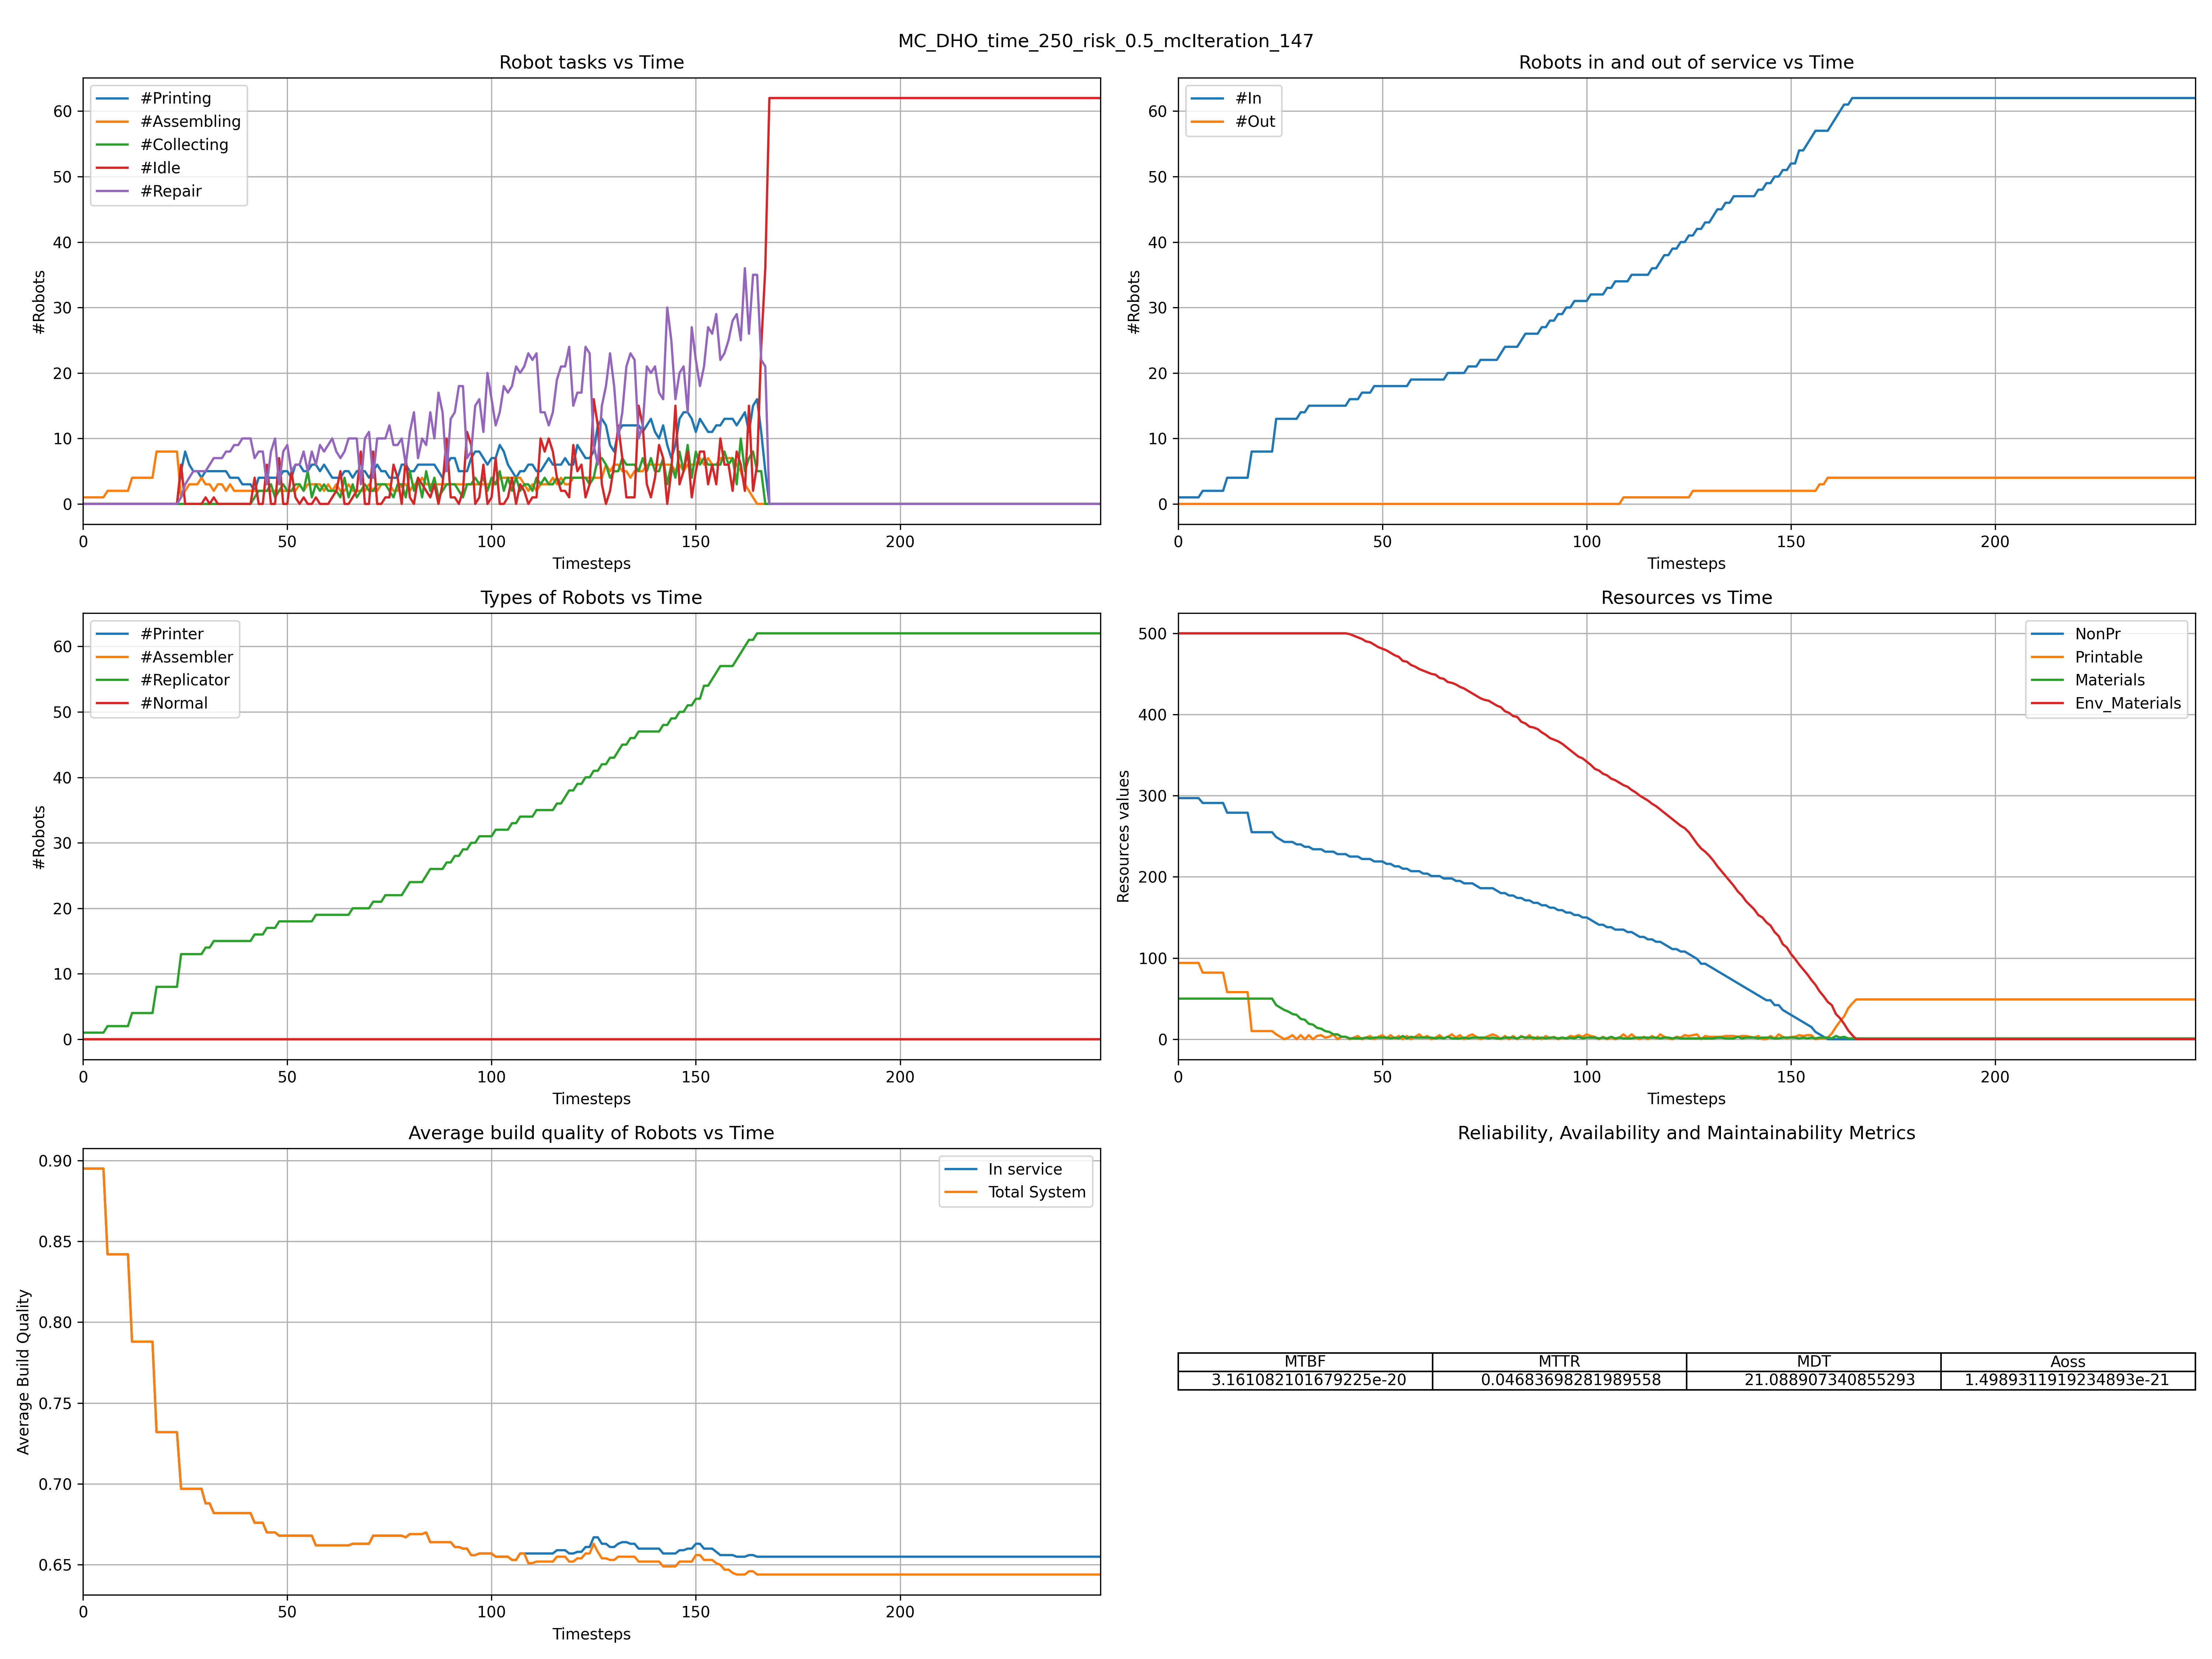 MC_DHO_time_250_risk_0.5_mcIteration_147
Robot tasks vs Time
#Printing
#Assembling
#Collecting
#Idle
#Repair
60
50
40
30
20
10
0
#Robots
0 50 100 150 200
Timesteps
Robots in and out of service vs Time
#In
#Out
60
50
40
30
20
10
0
#Robots
0 50 100 150 200
Timesteps
Types of Robots vs Time
#Printer
#Assembler
#Replicator
#Normal
60
50
40
30
20
10
0
#Robots
0 50 100 150 200
Timesteps
Resources vs Time
NonPr
Printable
Materials
Env_Materials
500
400
300
200
100
0
Resources values
0 50 100 150 200
Timesteps
Average build quality of Robots vs Time
In service
Total System
0.90
0.85
0.80
0.75
0.70
0.65
Average Build Quality
0 50 100 150 200
Timesteps
Reliability, Availability and Maintainability Metrics
MTBF MTTR MDT Aoss
3.161082101679225e-20 0.04683698281989558 21.088907340855293 1.4989311919234893e-21